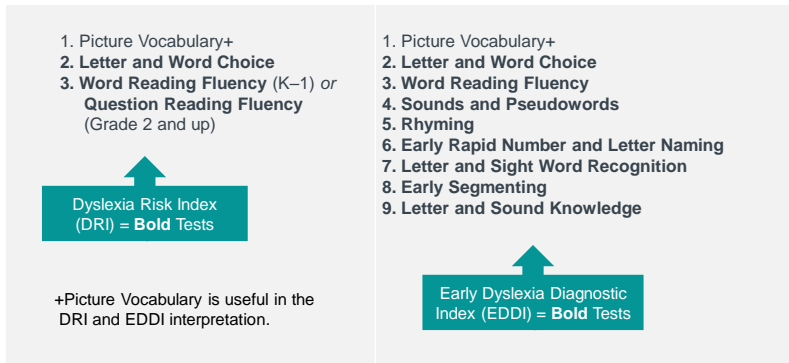 1. Picture Vocabulary+
2. Letter and Word Choice
3. Word Reading Fluency (K–1) or
Question Reading Fluency
(Grade 2 and up)
Dyslexia Risk Index
(DRI) = Bold Tests
+Picture Vocabulary is useful in the
DRI and EDDI interpretation.
1. Picture Vocabulary+
2. Letter and Word Choice
3. Word Reading Fluency
4. Sounds and Pseudowords
5. Rhyming
6. Early Rapid Number and Letter Naming
7. Letter and Sight Word Recognition
8. Early Segmenting
9. Letter and Sound Knowledge
Early Dyslexia Diagnostic
Index (EDDI) = Bold Tests